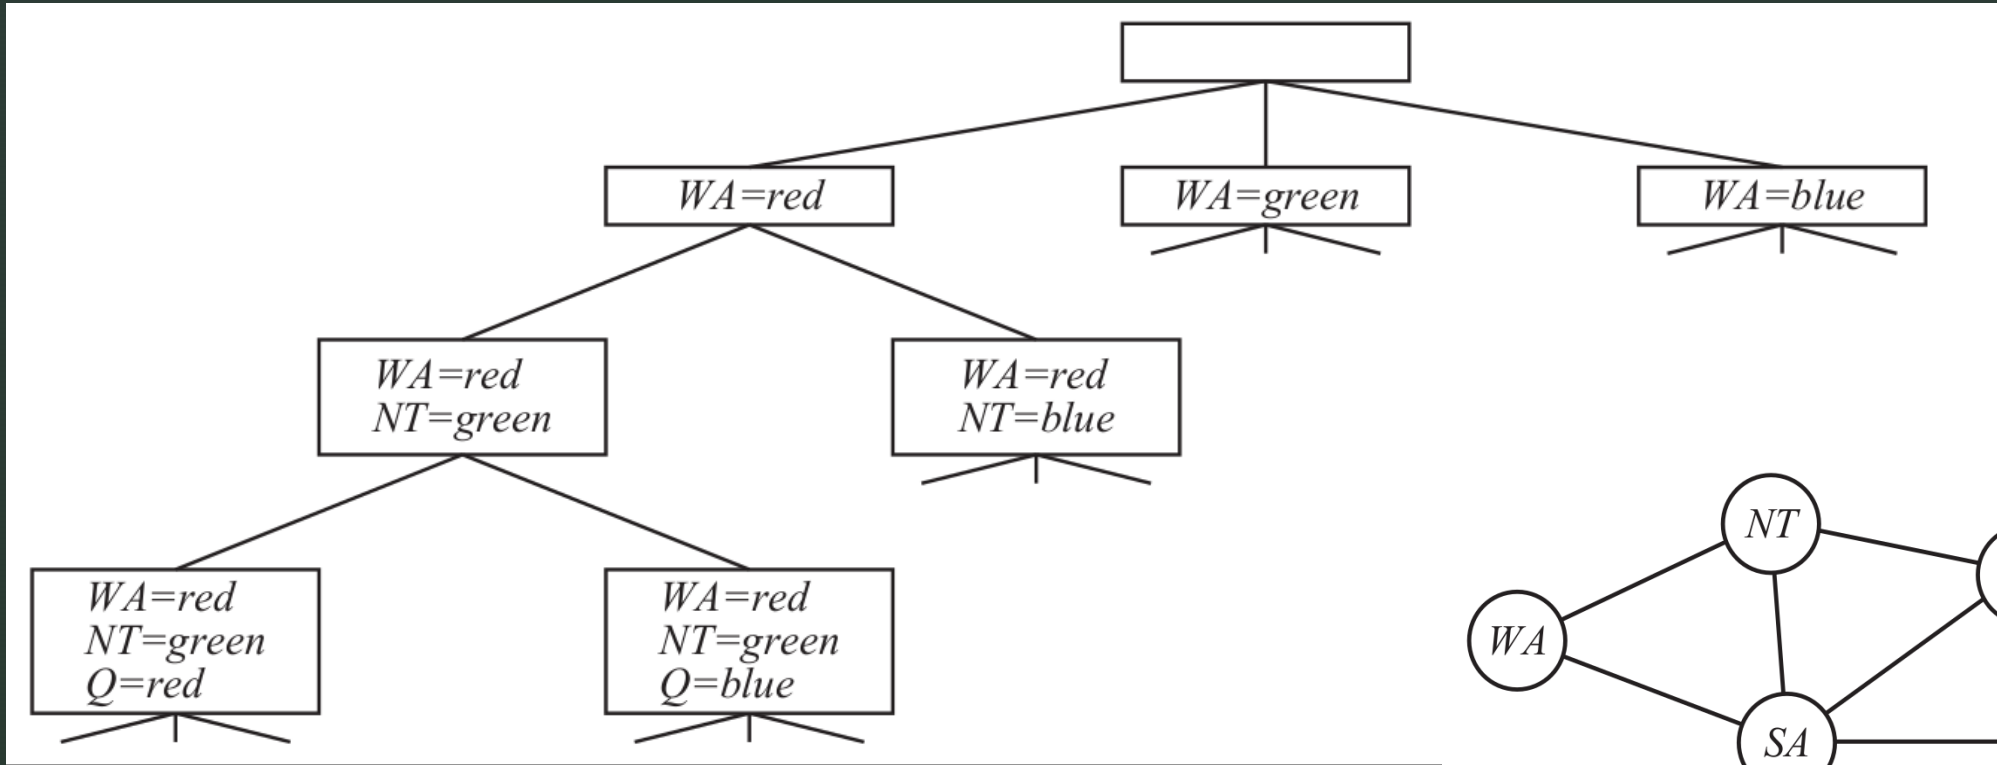 WA=red
WA=green
WA=blue
WA=red
NT=green
WA=red
NT=blue
WA=red
NT=green
Q=red
WA=red
NT=green
Q=blue
NT
WA
SA